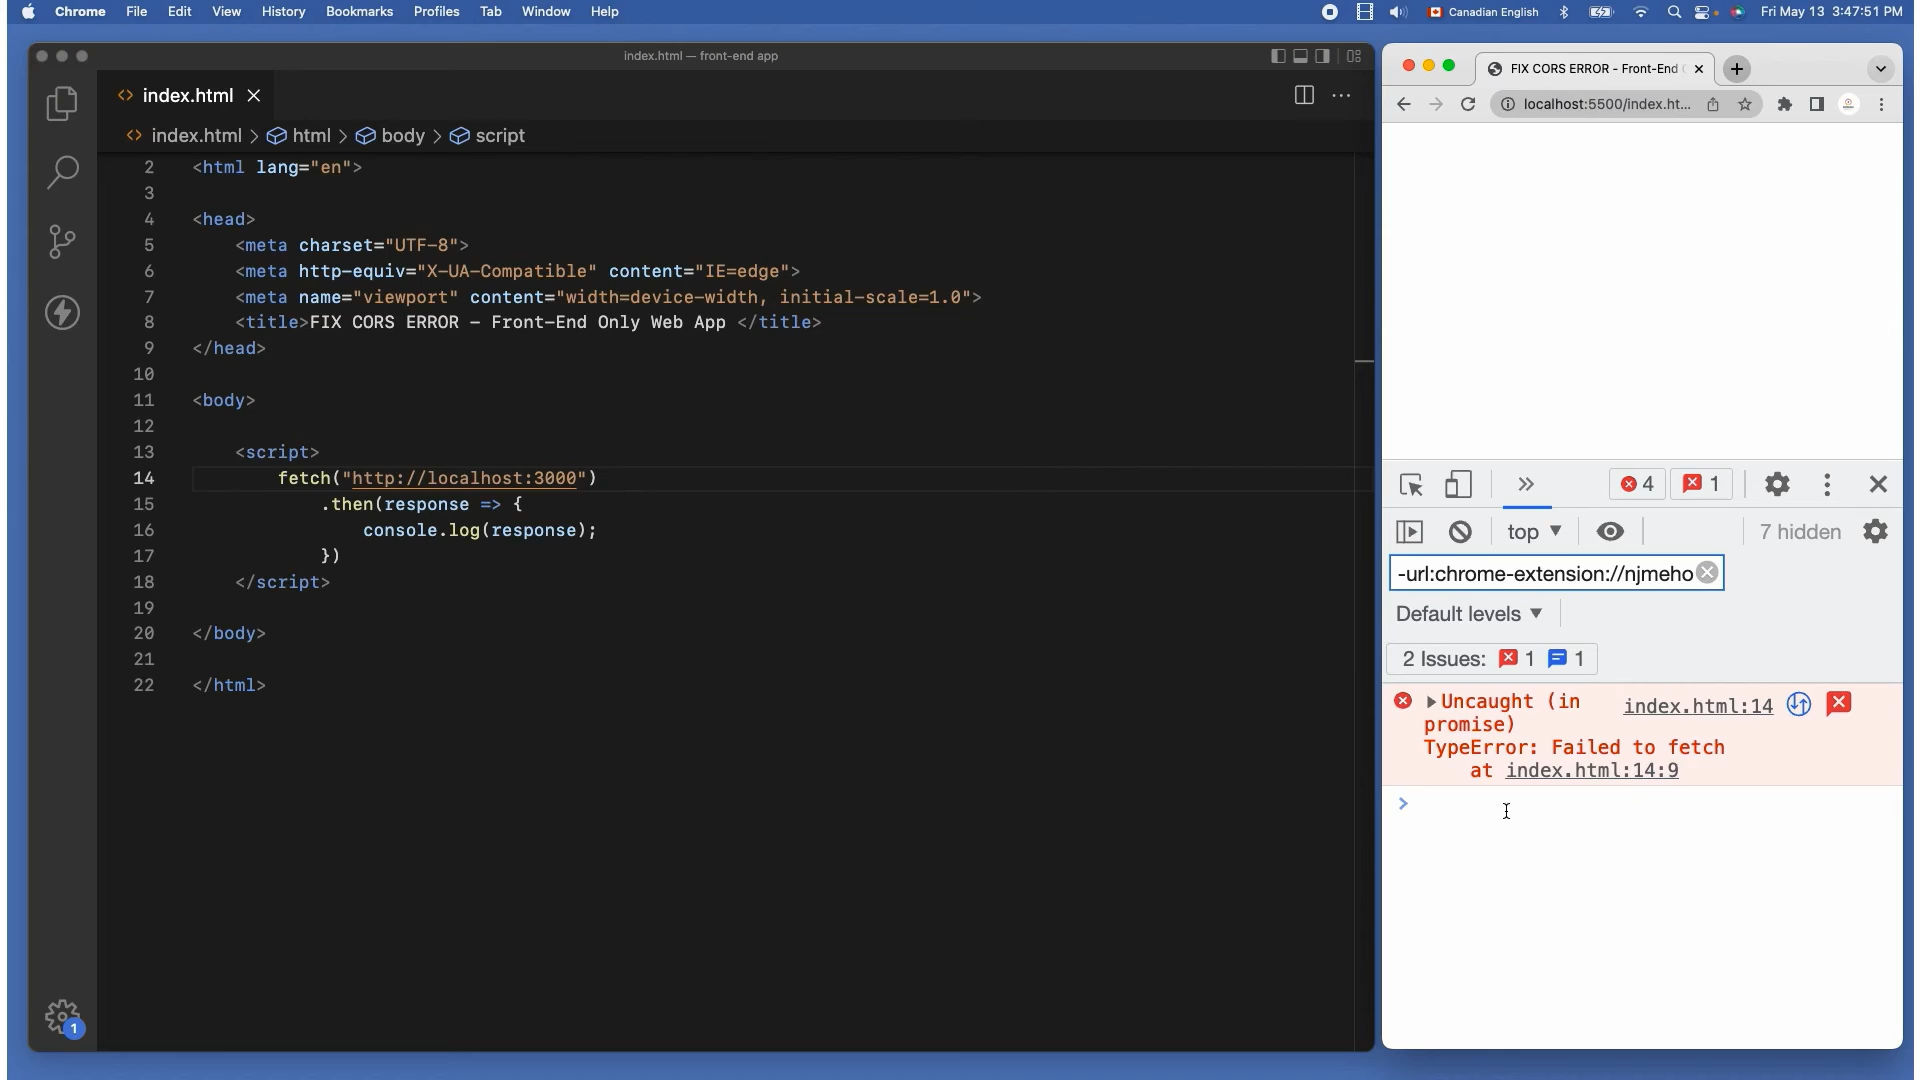 Chrome File Edit View History Bookmarks Profiles Tab Window Help
Canadian English
Fri May 13 3:47:51 PM
index.html — front-end app
index.html
index.html > html > body > script
2 <html lang="en">
3
4 <head>
5 <meta charset="UTF-8">
6 <meta http-equiv="X-UA-Compatible" content="IE=edge">
7 <meta name="viewport" content="width=device-width, initial-scale=1.0">
8 <title>FIX CORS ERROR - Front-End Only Web App </title>
9 </head>
10
11 <body>
12
13 <script>
14 fetch("http://localhost:3000")
15 .then(response => {
16 console.log(response);
17 })
18 </script>
19
20 </body>
21
22 </html>
1
FIX CORS ERROR - Front-End
localhost:5500/index.ht...
4 1
top 7 hidden
-url:chrome-extension://njmeho
Default levels
2 Issues: 1 1
Uncaught (in index.html:14
promise)
TypeError: Failed to fetch
at index.html:14:9
>